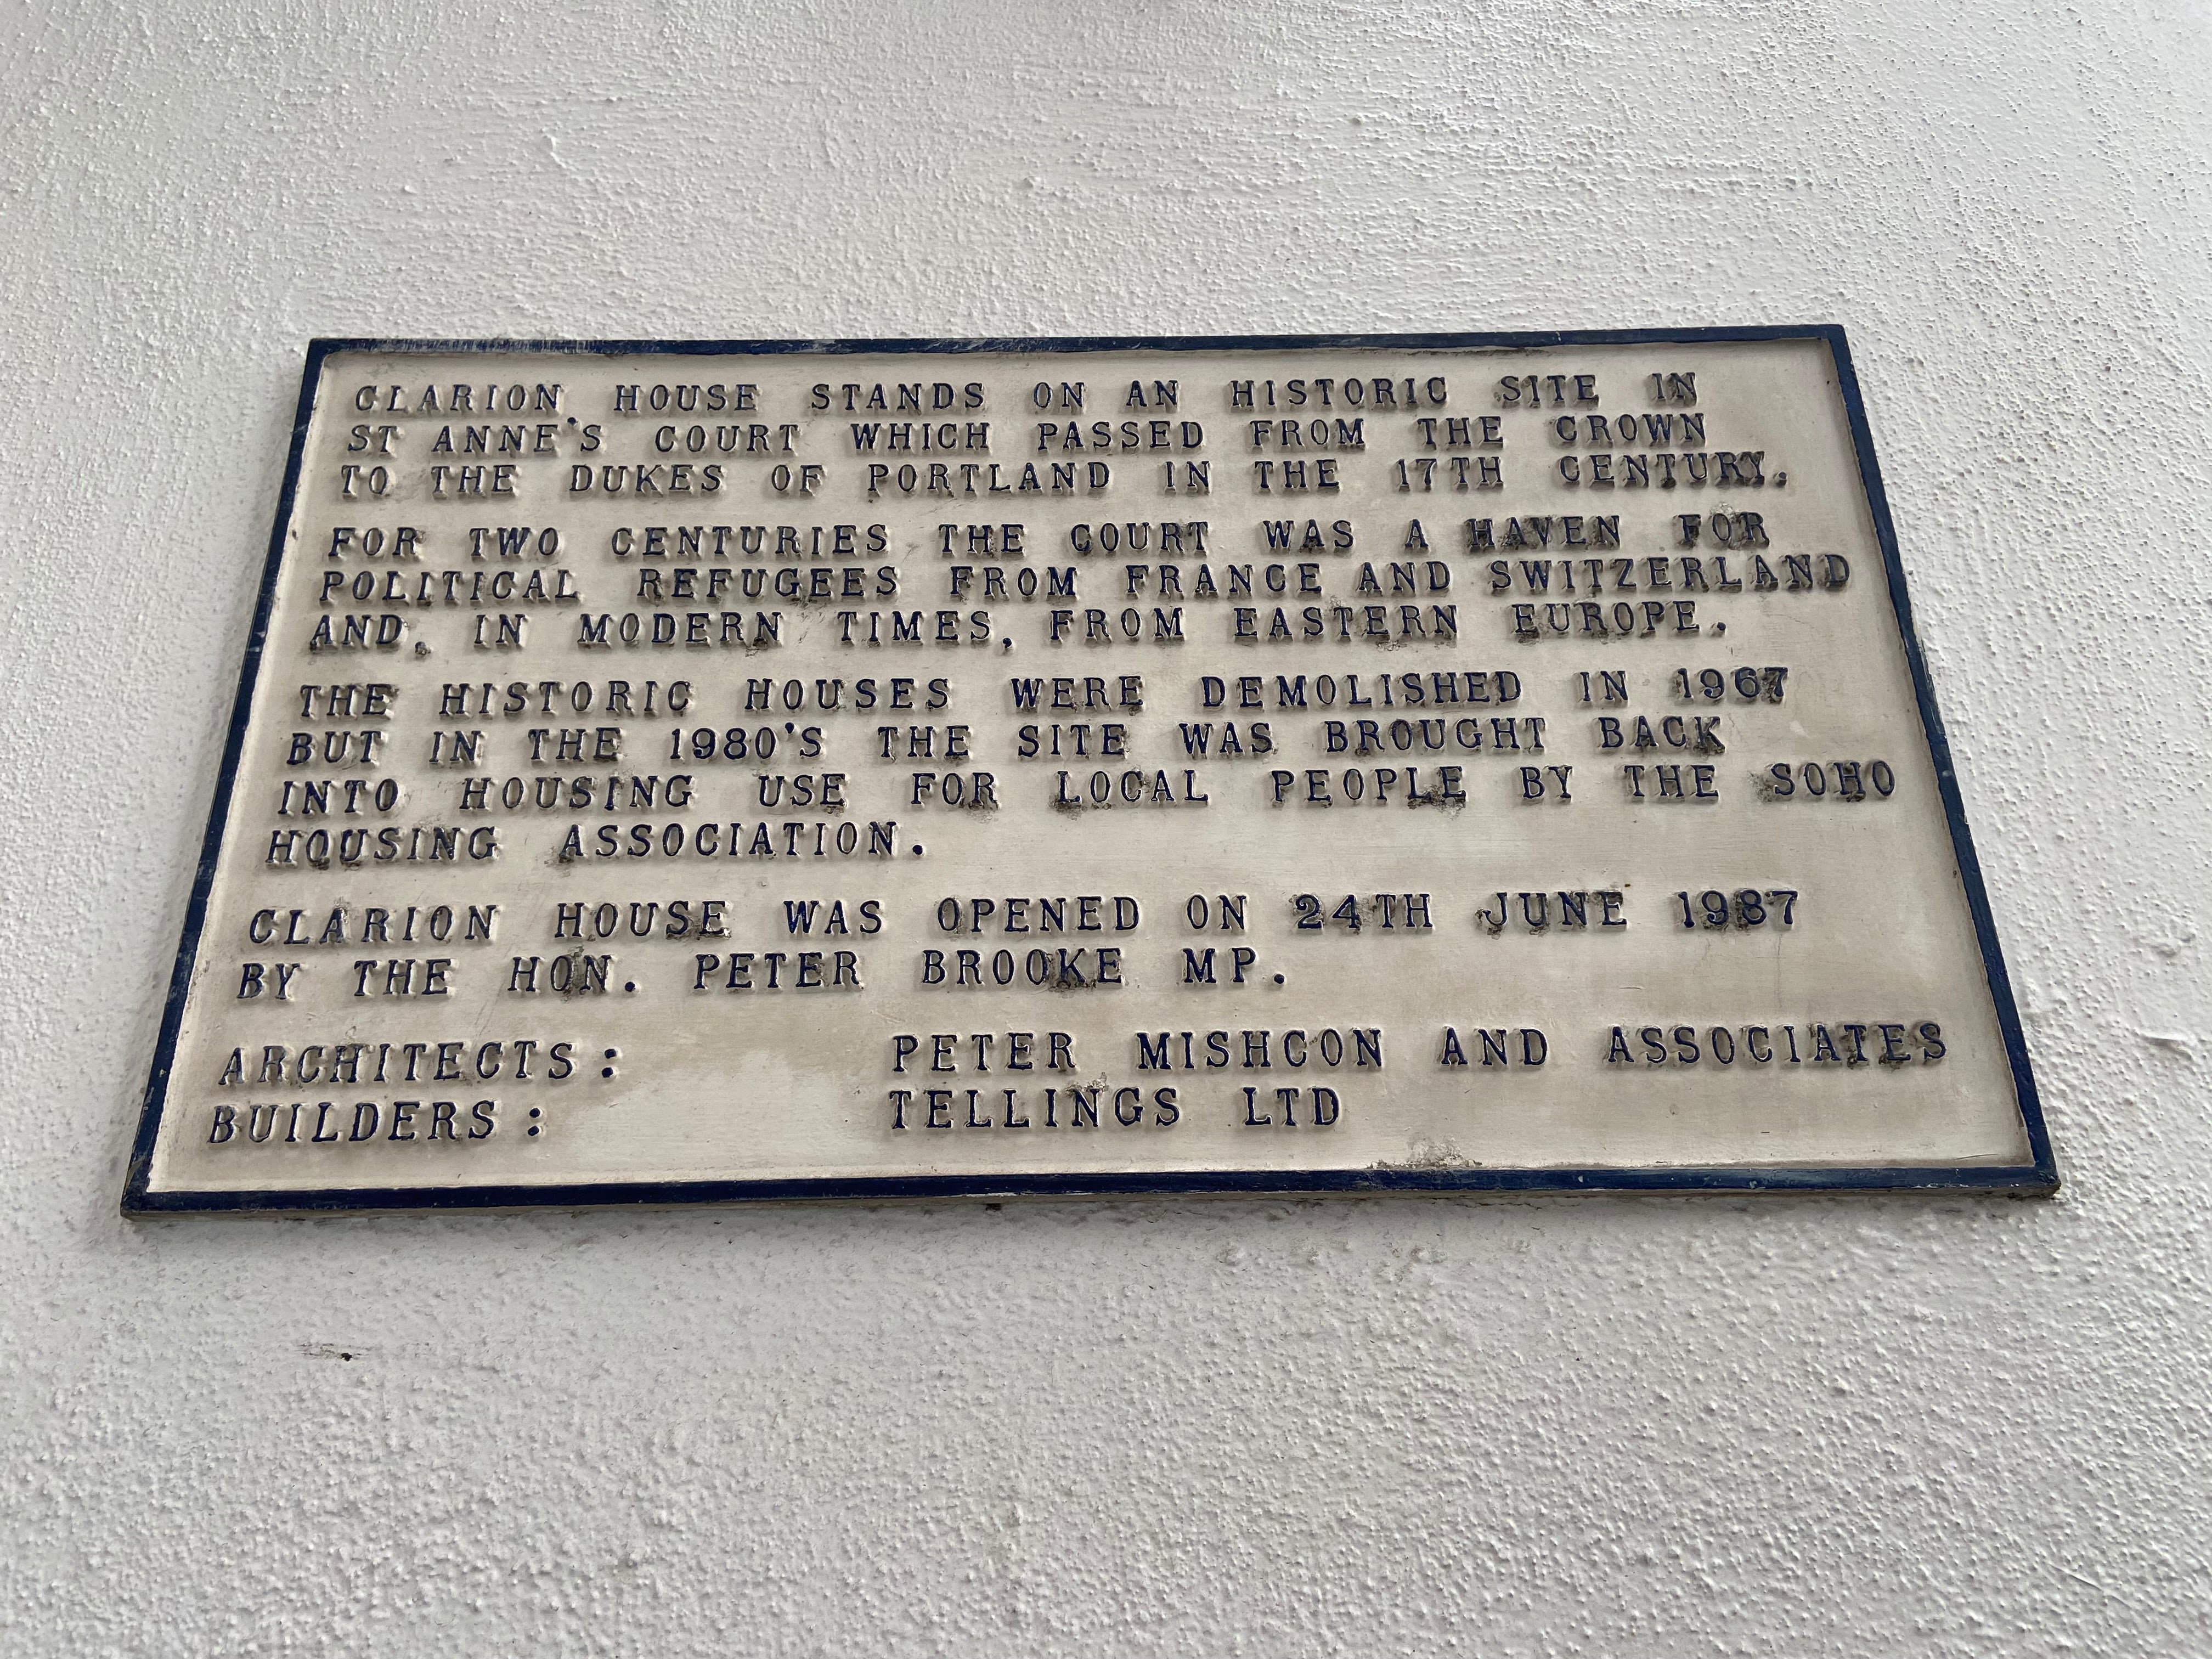 CLARION HOUSE STANDS ON AN HISTORIC SITE IN
ST ANNE'S COURT WHICH PASSED FROM THE CROWN
TO THE DUKES OF PORTLAND IN THE 17TH CENTURY.
FOR TWO CENTURIES THE COURT WAS A HAVEN FOR
POLITICAL REFUGEES FROM FRANCE AND SWITZERLAND
AND, IN MODERN TIMES, FROM EASTERN EUROPE.
THE HISTORIC HOUSES WERE DEMOLISHED IN 1967
BUT IN THE 1980'S THE SITE WAS BROUGHT BACK
INTO HOUSING USE FOR LOCAL PEOPLE BY THE SOHO
HOUSING ASSOCIATION.
CLARION HOUSE WAS OPENED ON 24TH JUNE 1987
BY THE HON. PETER BROOKE MP.
ARCHITECTS: PETER MISHCON AND ASSOCIATES
BUILDERS: TELLINGS LTD